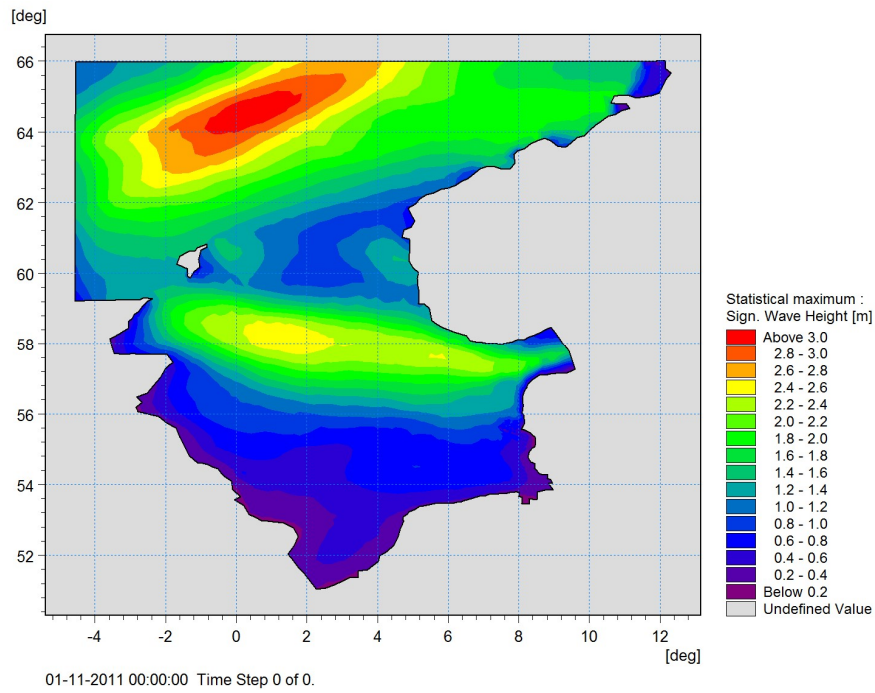 [deg]
66
64
62
60
58
56
54
52
-4 -2 0 2 4 6 8 10 12
[deg]
01-11-2011 00:00:00 Time Step 0 of 0.
Statistical maximum :
Sign. Wave Height [m]
Above 3.0
2.8 - 3.0
2.6 - 2.8
2.4 - 2.6
2.2 - 2.4
2.0 - 2.2
1.8 - 2.0
1.6 - 1.8
1.4 - 1.6
1.2 - 1.4
1.0 - 1.2
0.8 - 1.0
0.6 - 0.8
0.4 - 0.6
0.2 - 0.4
Below 0.2
Undefined Value